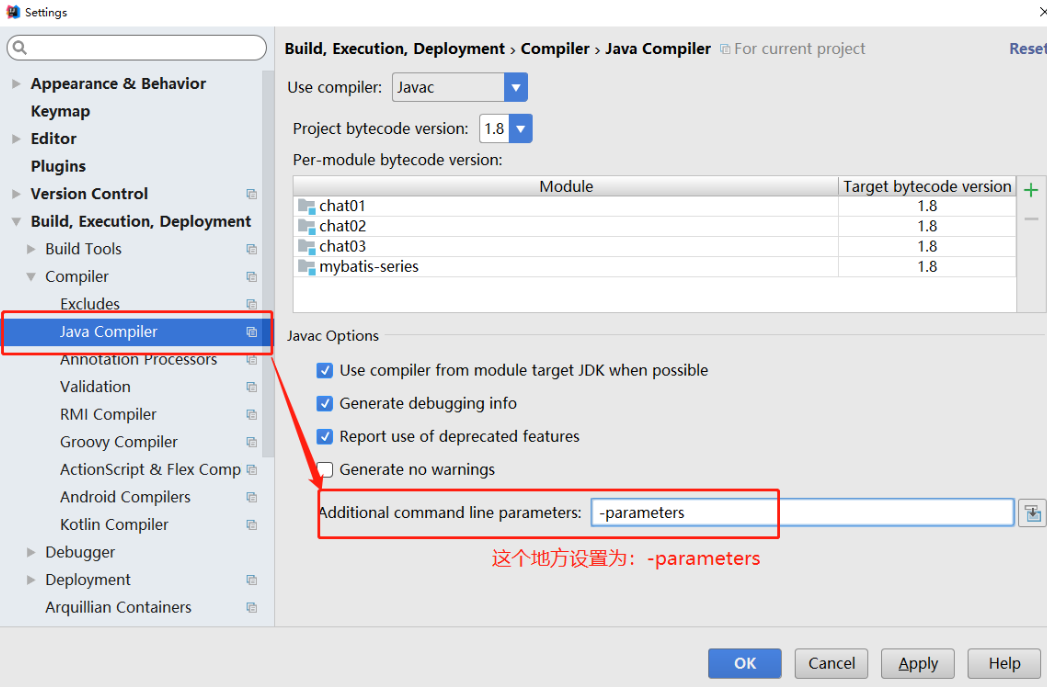 Settings
Build, Execution, Deployment › Compiler › Java Compiler For current project Reset
Appearance & Behavior
Keymap
Editor
Plugins
Version Control
Build, Execution, Deployment
Build Tools
Compiler
Excludes
Java Compiler
Annotation Processors
Validation
RMI Compiler
Groovy Compiler
ActionScript & Flex Comp
Android Compilers
Kotlin Compiler
Debugger
Deployment
Arquillian Containers
Use compiler: Javac
Project bytecode version: 1.8
Per-module bytecode version:
Module Target bytecode version
chat01 1.8
chat02 1.8
chat03 1.8
mybatis-series 1.8
Javac Options
Use compiler from module target JDK when possible
Generate debugging info
Report use of deprecated features
Generate no warnings
Additional command line parameters: -parameters
这个地方设置为：-parameters
OK Cancel Apply Help